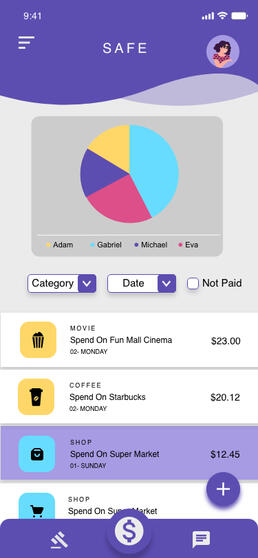 9:41
SAFE
Adam Gabriel Michael Eva
Category Date Not Paid
MOVIE
Spend On Fun Mall Cinema $23.00
02- MONDAY
COFFEE
Spend On Starbucks $20.12
02- MONDAY
SHOP
Spend On Super Market $12.45
01- SUNDAY
+
SHOP
Spend On Super Market
$